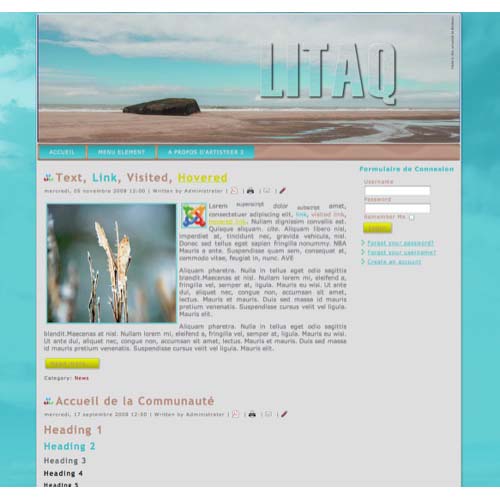 LITAQ
ACCUEIL MENU ELEMENT A PROPOS D'ARTISTEER 2
Text, Link, Visited, Hovered
mercredi, 05 novembre 2008 12:00 | Written by Administrator |
Lorem superscript dolor subscript amet,
consectetuer adipiscing elit, link, visited link,
hovered link. Nullam dignissim convallis est.
Quisque aliquam. cite. Aliquam libero nisi,
imperdiet at, tincidunt nec, gravida vehicula, nisl.
Donec sed tellus eget sapien fringilla nonummy. NBA
Mauris a ante. Suspendisse quam sem, consequat at,
commodo vitae, feugiat in, nunc. AVE
Aliquam pharetra. Nulla in tellus eget odio sagittis
blandit.Maecenas at nisl. Nullam lorem mi, eleifend a,
fringilla vel, semper at, ligula. Mauris eu wisi. Ut ante
dui, aliquet nec, congue non, accumsan sit amet,
lectus. Mauris et mauris. Duis sed massa id mauris
pretium venenatis. Suspendisse cursus velit vel ligula.
Mauris elit.
Aliquam pharetra. Nulla in tellus eget odio sagittis
blandit.Maecenas at nisl. Nullam lorem mi, eleifend a, fringilla vel, semper at, ligula. Mauris eu wisi.
Ut ante dui, aliquet nec, congue non, accumsan sit amet, lectus. Mauris et mauris. Duis sed massa
id mauris pretium venenatis. Suspendisse cursus velit vel ligula. Mauris elit.
Read more...
Category: News
Accueil de la Communauté
mercredi, 17 septembre 2008 12:00 | Written by Administrator |
Heading 1
Heading 2
Heading 3
Heading 4
Heading 5
Formulaire de Connexion
Username
Password
Remember Me
Login
Forgot your password?
Forgot your username?
Create an account